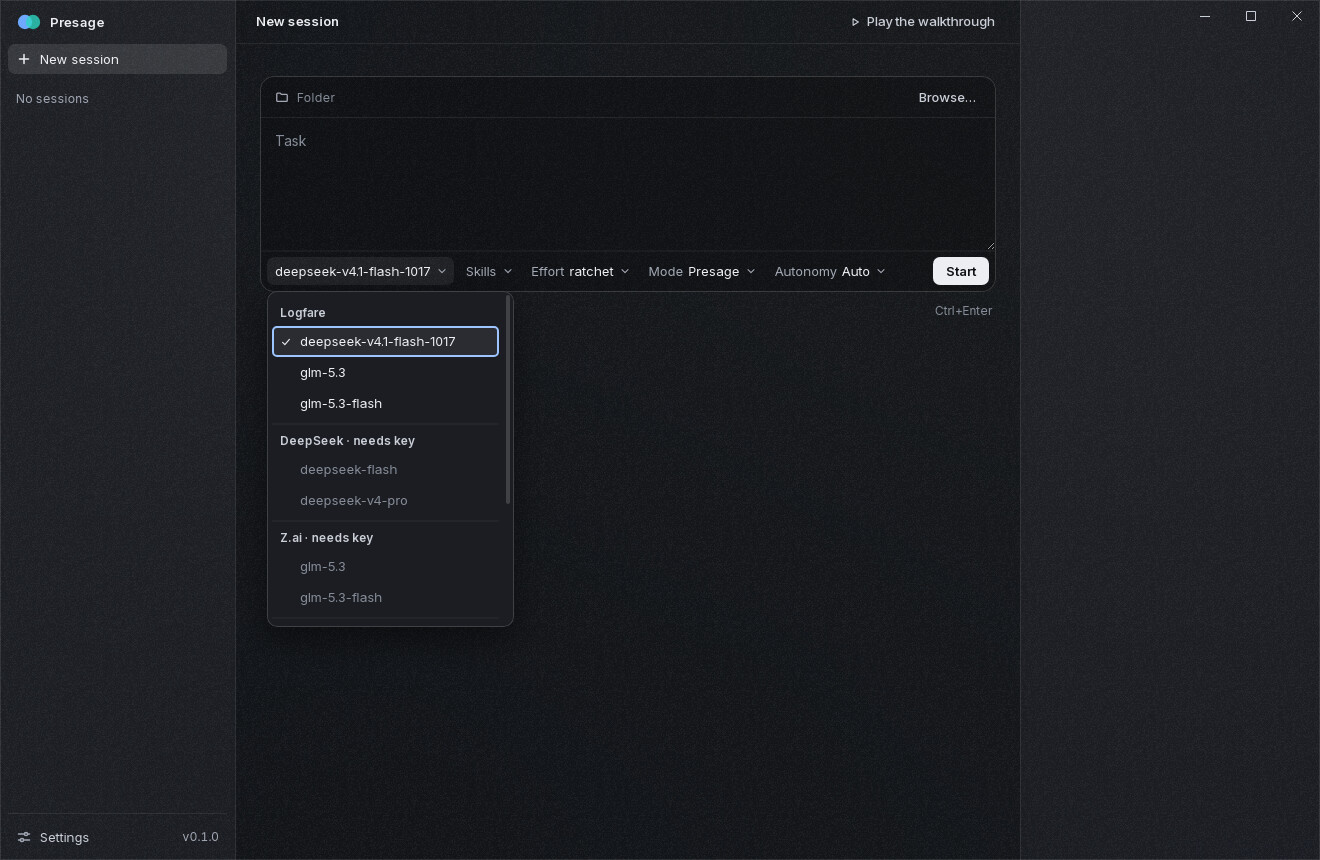 Presage
New session
No sessions
Settings
v0.1.0
New session
Play the walkthrough
Folder
Browse...
Task
deepseek-v4.1-flash-1017
Skills
Effort ratchet
Mode Presage
Autonomy Auto
Start
Ctrl+Enter
Logfare
deepseek-v4.1-flash-1017
glm-5.3
glm-5.3-flash
DeepSeek · needs key
deepseek-flash
deepseek-v4-pro
Z.ai · needs key
glm-5.3
glm-5.3-flash